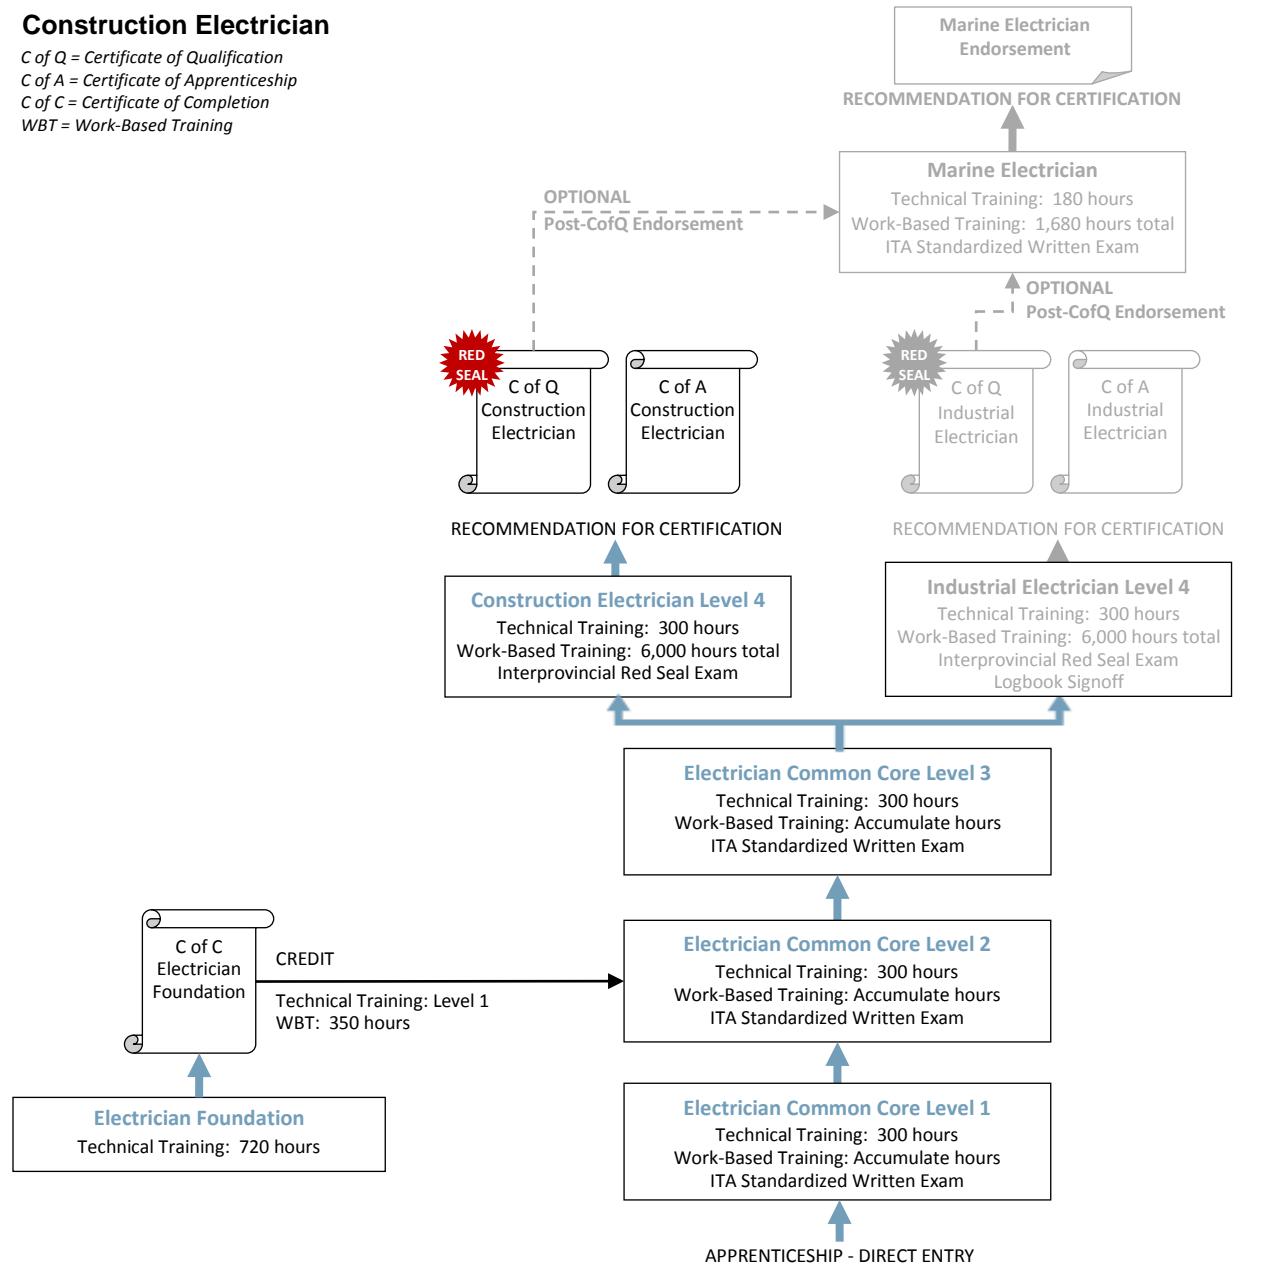 Construction Electrician
C of Q = Certificate of Qualification
C of A = Certificate of Apprenticeship
C of C = Certificate of Completion
WBT = Work-Based Training
Marine Electrician
Endorsement
RECOMMENDATION FOR CERTIFICATION
Marine Electrician
Technical Training: 180 hours
Work-Based Training: 1,680 hours total
ITA Standardized Written Exam
OPTIONAL
Post-CofQ Endorsement
OPTIONAL
Post-CofQ Endorsement
RED
SEAL
C of Q
Construction
Electrician
C of A
Construction
Electrician
RED
SEAL
C of Q
Industrial
Electrician
C of A
Industrial
Electrician
RECOMMENDATION FOR CERTIFICATION
RECOMMENDATION FOR CERTIFICATION
Construction Electrician Level 4
Technical Training: 300 hours
Work-Based Training: 6,000 hours total
Interprovincial Red Seal Exam
Industrial Electrician Level 4
Technical Training: 300 hours
Work-Based Training: 6,000 hours total
Interprovincial Red Seal Exam
Logbook Signoff
Electrician Common Core Level 3
Technical Training: 300 hours
Work-Based Training: Accumulate hours
ITA Standardized Written Exam
C of C
Electrician
Foundation
CREDIT
Technical Training: Level 1
WBT: 350 hours
Electrician Common Core Level 2
Technical Training: 300 hours
Work-Based Training: Accumulate hours
ITA Standardized Written Exam
Electrician Foundation
Technical Training: 720 hours
Electrician Common Core Level 1
Technical Training: 300 hours
Work-Based Training: Accumulate hours
ITA Standardized Written Exam
APPRENTICESHIP - DIRECT ENTRY